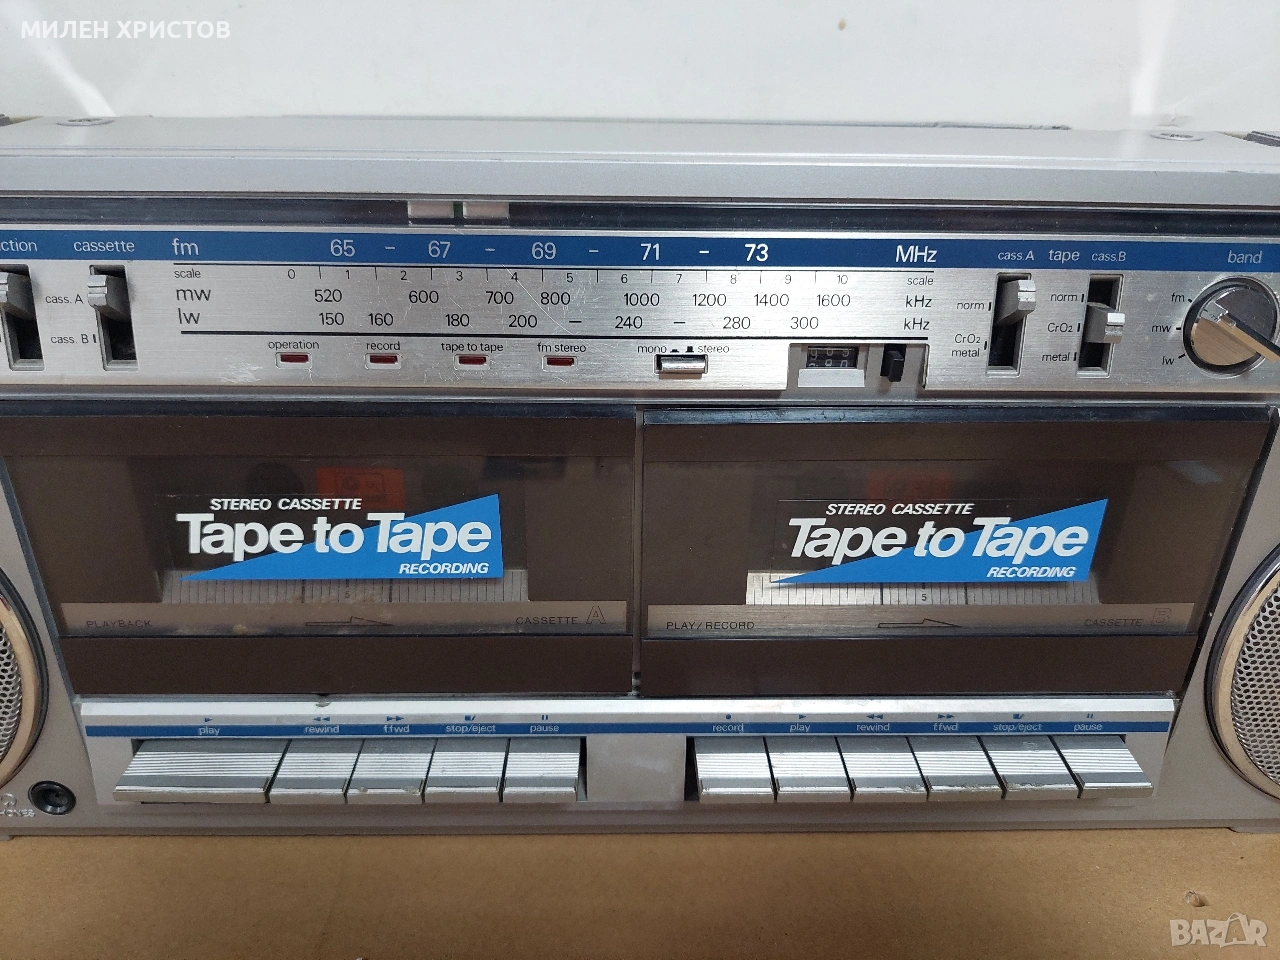 МИЛЕН ХРИСТОВ
ction cassette fm 65 - 67 - 69 - 71 - 73 MHz cass.A tape cass.B band
scale 0 1 2 3 4 5 6 7 8 9 10 scale
mw 520 600 700 800 1000 1200 1400 1600 kHz
lw 150 160 180 200 - 240 - 280 300 kHz
cass. A
cass. B
operation record tape to tape fm stereo mono stereo
norm
CrO2
metal
norm
CrO2
metal
fm
mw
lw
STEREO CASSETTE
Tape to Tape
RECORDING
PLAYBACK CASSETTE A
STEREO CASSETTE
Tape to Tape
RECORDING
5
5
PLAY/RECORD CASSETTE B
play rewind f.fwd stop/eject pause
record play rewind f.fwd stop/eject pause
BAZAR